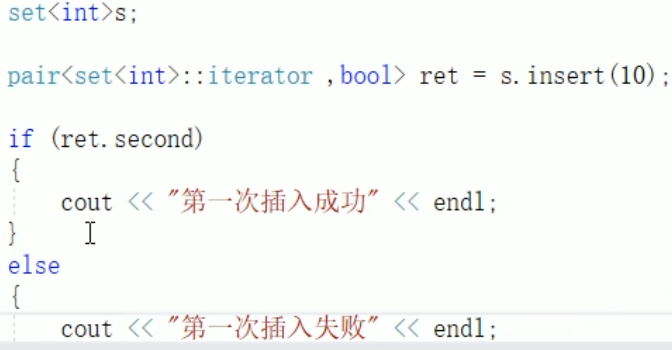 set<int>s;
pair<set<int>::iterator ,bool> ret = s.insert(10);
if (ret.second)
{
cout << "第一次插入成功" << endl;
}
else
{
cout << "第一次插入失败" << endl;